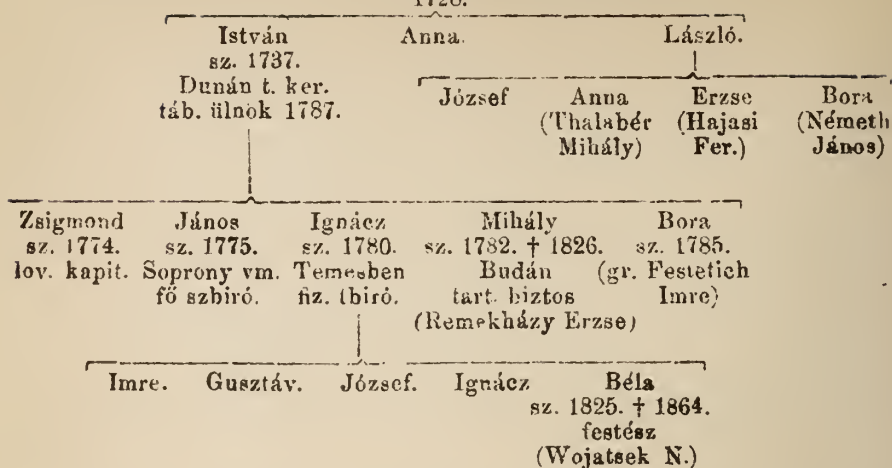 1728.
István Anna. László.
sz. 1737.
Dunán t. ker.
táb. ülnök 1787.
József Anna Erzse Bora
(Thalabér (Hajasi (Németh
Mihály) Fer.) János)
Zsigmond János Ignácz Mihály Bora
sz. 1774. sz. 1775. sz. 1780. sz. 1782. † 1826. sz. 1785.
lov. kapit. Soprony vm. Temesben Budán (gr. Festetich
fő szbiró. fiz. tbiró. tart. biztos Imre)
(Remekházy Erzse)
Imre. Gusztáv. József. Ignácz Béla
sz. 1825. † 1864.
festész
(Wojatsek N.)